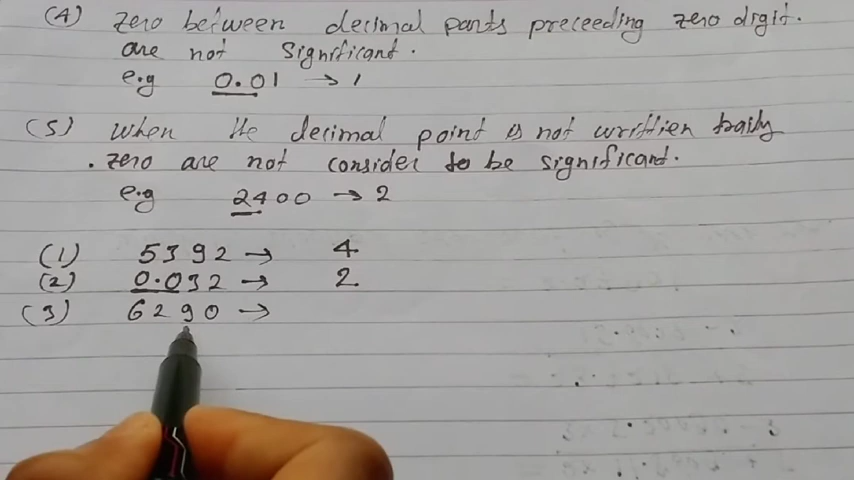 (4) zero between decimal parts preceeding zero digit.
are not significant.
e.g 0.01 → 1
(5) When the decimal point is not written traily
. zero are not consider to be significant.
e.g 2400 → 2
(1) 5392 → 4
(2) 0.032 → 2
(3) 6290 →